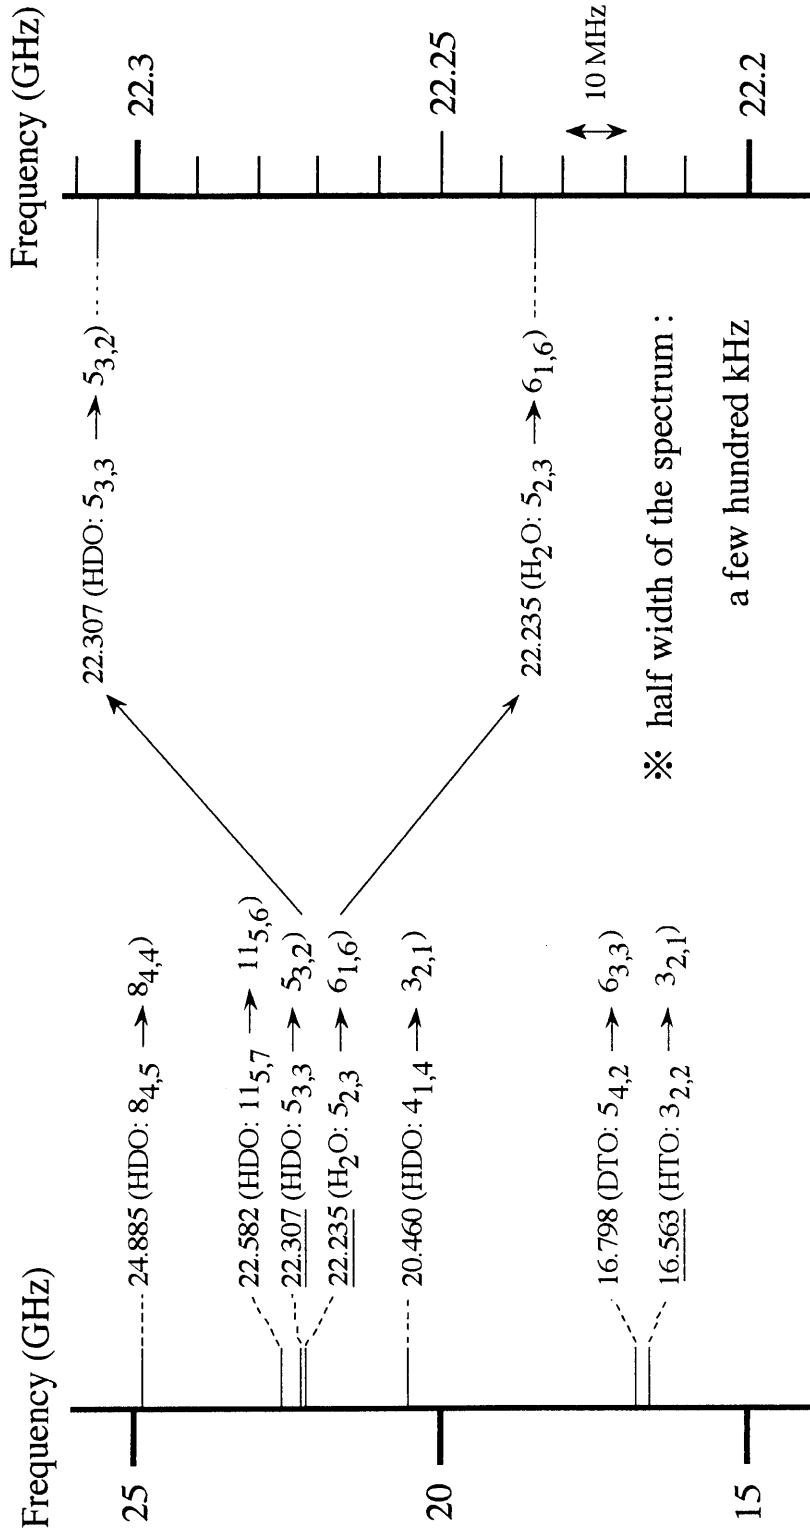 Frequency (GHz)
25
20
15
24.885 (HDO: 8₄,₅ → 8₄,₄)
22.582 (HDO: 11₅,₇ → 11₅,₆)
22.307 (HDO: 5₃,₃ → 5₃,₂)
22.235 (H₂O: 5₂,₃ → 6₁,₆)
20.460 (HDO: 4₁,₄ → 3₂,₁)
16.798 (DTO: 5₄,₂ → 6₃,₃)
16.563 (HTO: 3₂,₂ → 3₂,₁)
22.307 (HDO: 5₃,₃ → 5₃,₂)
22.235 (H₂O: 5₂,₃ → 6₁,₆)
※ half width of the spectrum :
a few hundred kHz
Frequency (GHz)
22.3
22.25
10 MHz
22.2